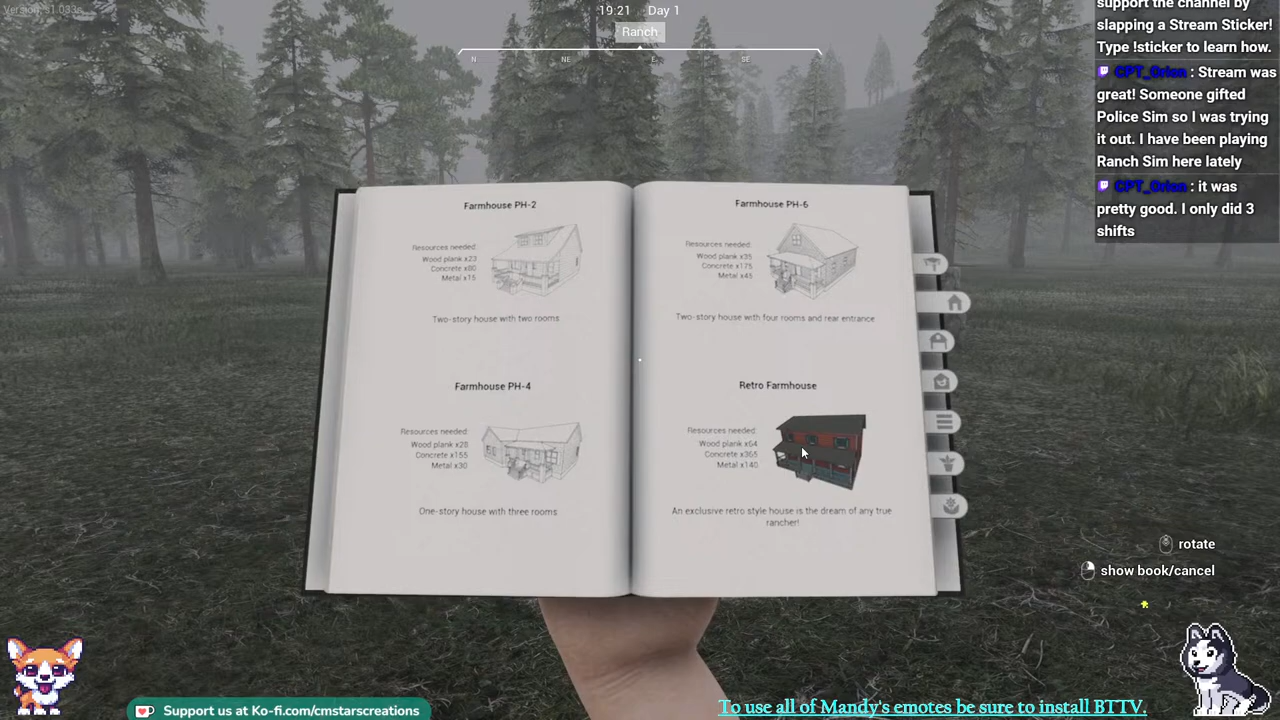 Version: s1.033s
19:21 Day 1
Ranch
N NE E SE
support the channel by
slapping a Stream Sticker!
Type !sticker to learn how.
CPT_Orion : Stream was
great! Someone gifted
Police Sim so I was trying
it out. I have been playing
Ranch Sim here lately
CPT_Orion : it was
pretty good. I only did 3
shifts
Farmhouse PH-2
Resources needed:
Wood plank x23
Concrete x80
Metal x15
Two-story house with two rooms
Farmhouse PH-4
Resources needed:
Wood plank x28
Concrete x155
Metal x30
One-story house with three rooms
Farmhouse PH-6
Resources needed:
Wood plank x35
Concrete x175
Metal x45
Two-story house with four rooms and rear entrance
Retro Farmhouse
Resources needed:
Wood plank x64
Concrete x365
Metal x140
An exclusive retro style house is the dream of any true
rancher!
rotate
show book/cancel
Support us at Ko-fi.com/cmstarscreations
To use all of Mandy's emotes be sure to install BTTV.